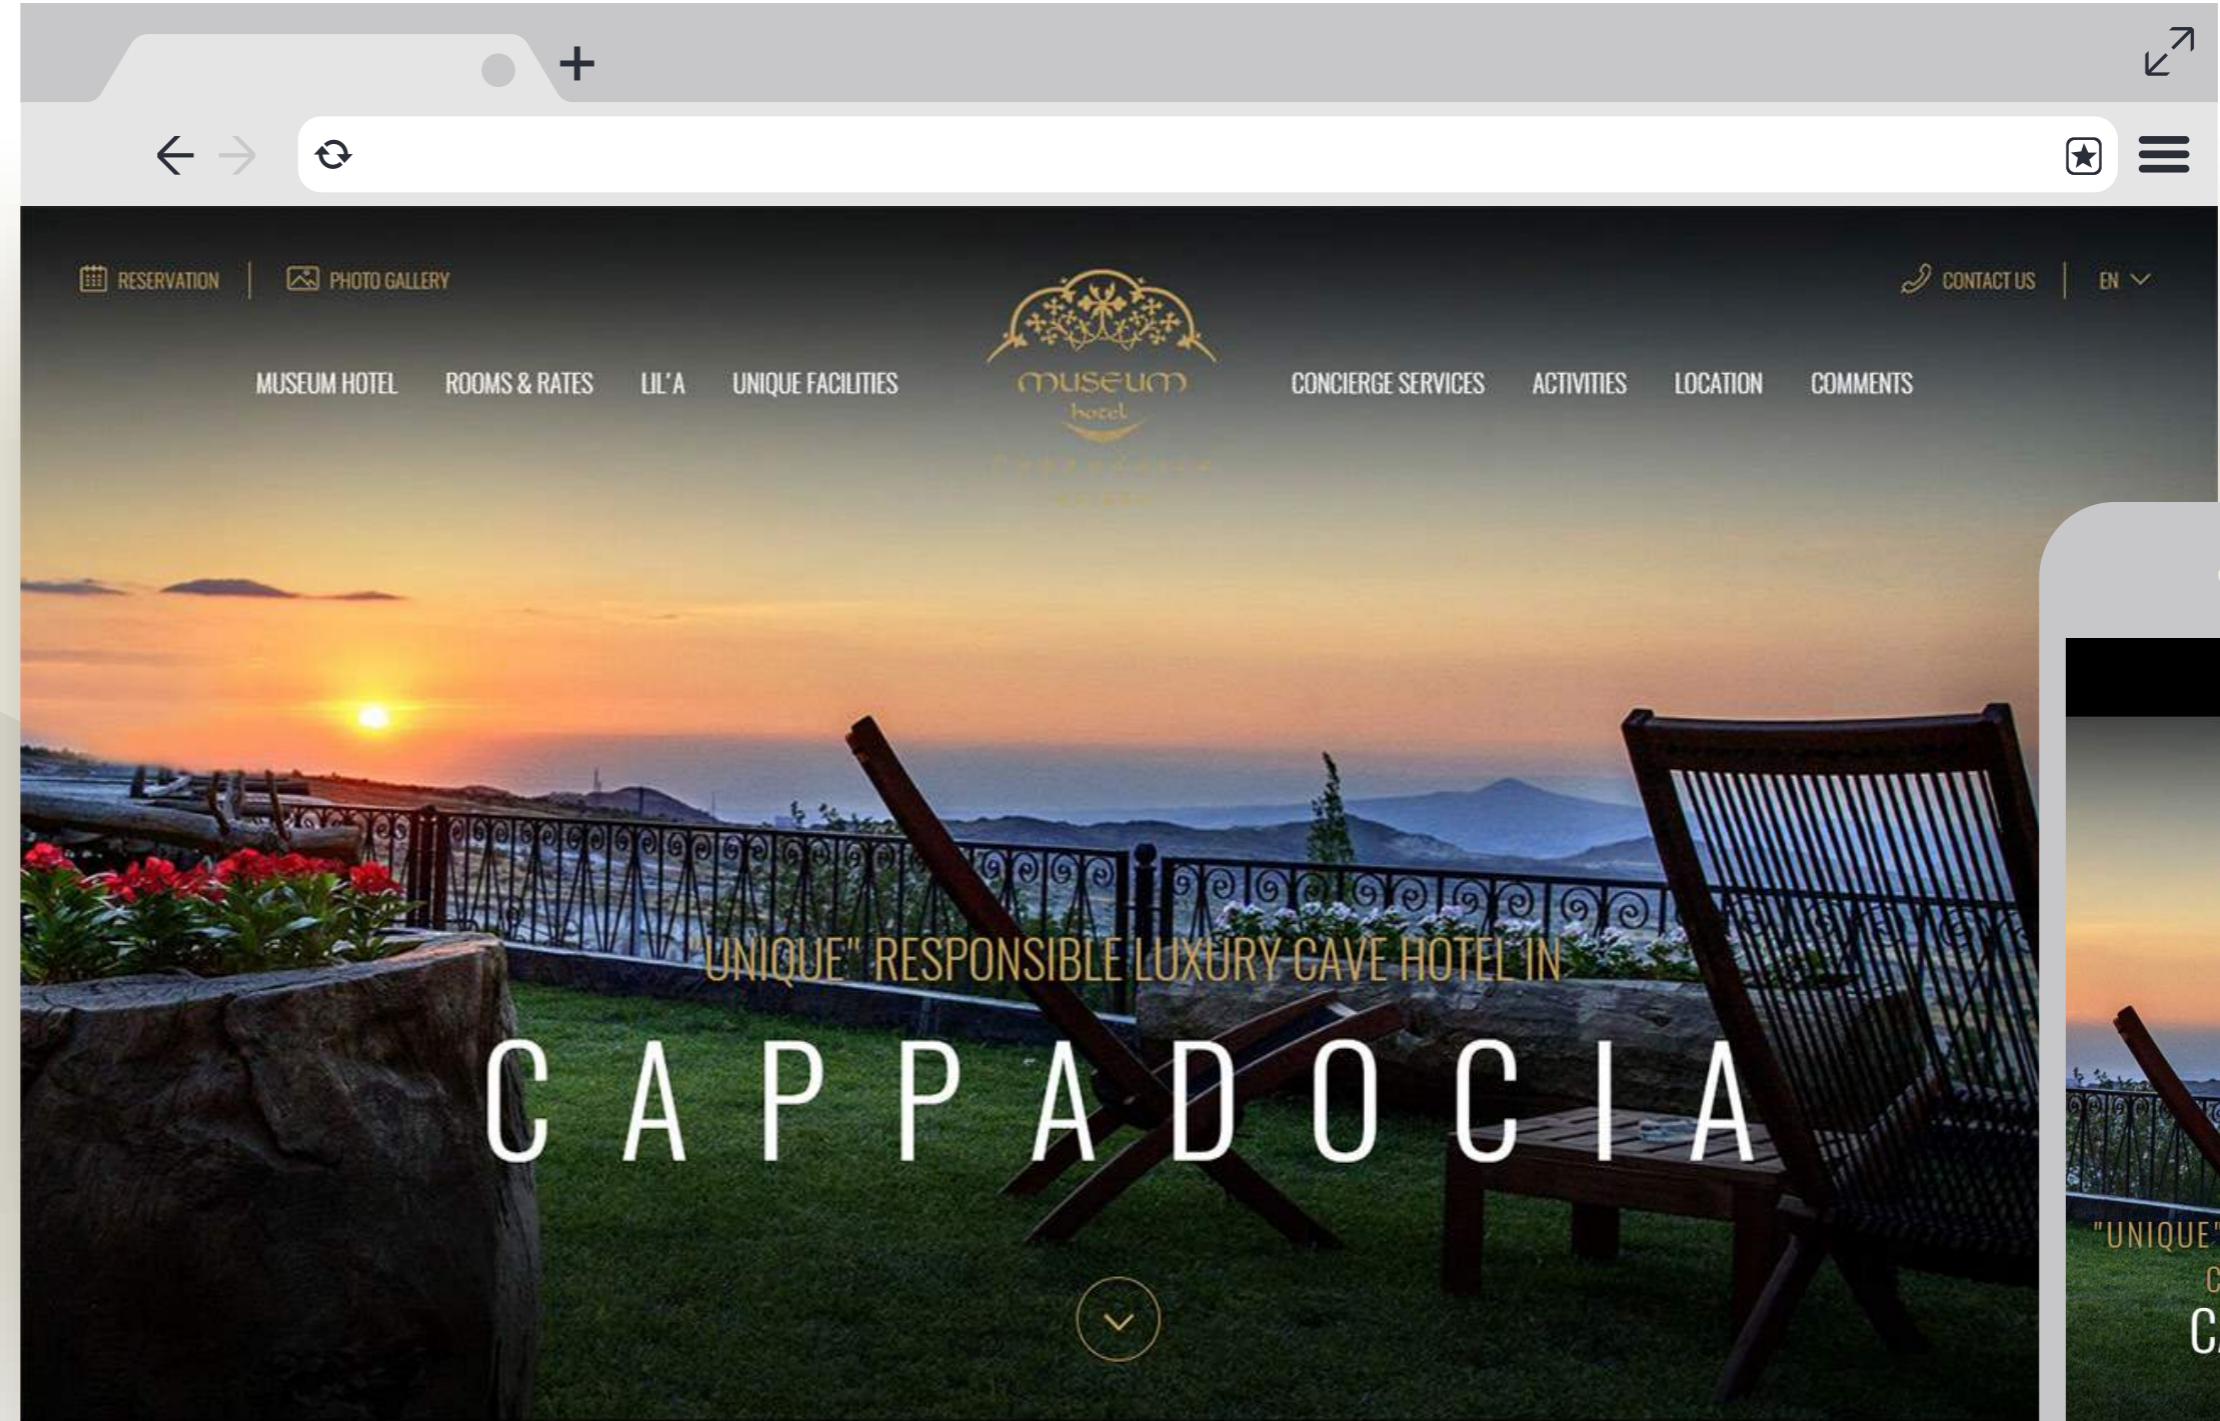 RESERVATION
PHOTO GALLERY
CONTACT US
EN
MUSEUM HOTEL
ROOMS & RATES
LIL'A
UNIQUE FACILITIES
museum
hotel
CONCIERGE SERVICES
ACTIVITIES
LOCATION
COMMENTS
"UNIQUE" RESPONSIBLE LUXURY CAVE HOTEL IN
CAPPADOCIA
"UNIQUE"
C
CA